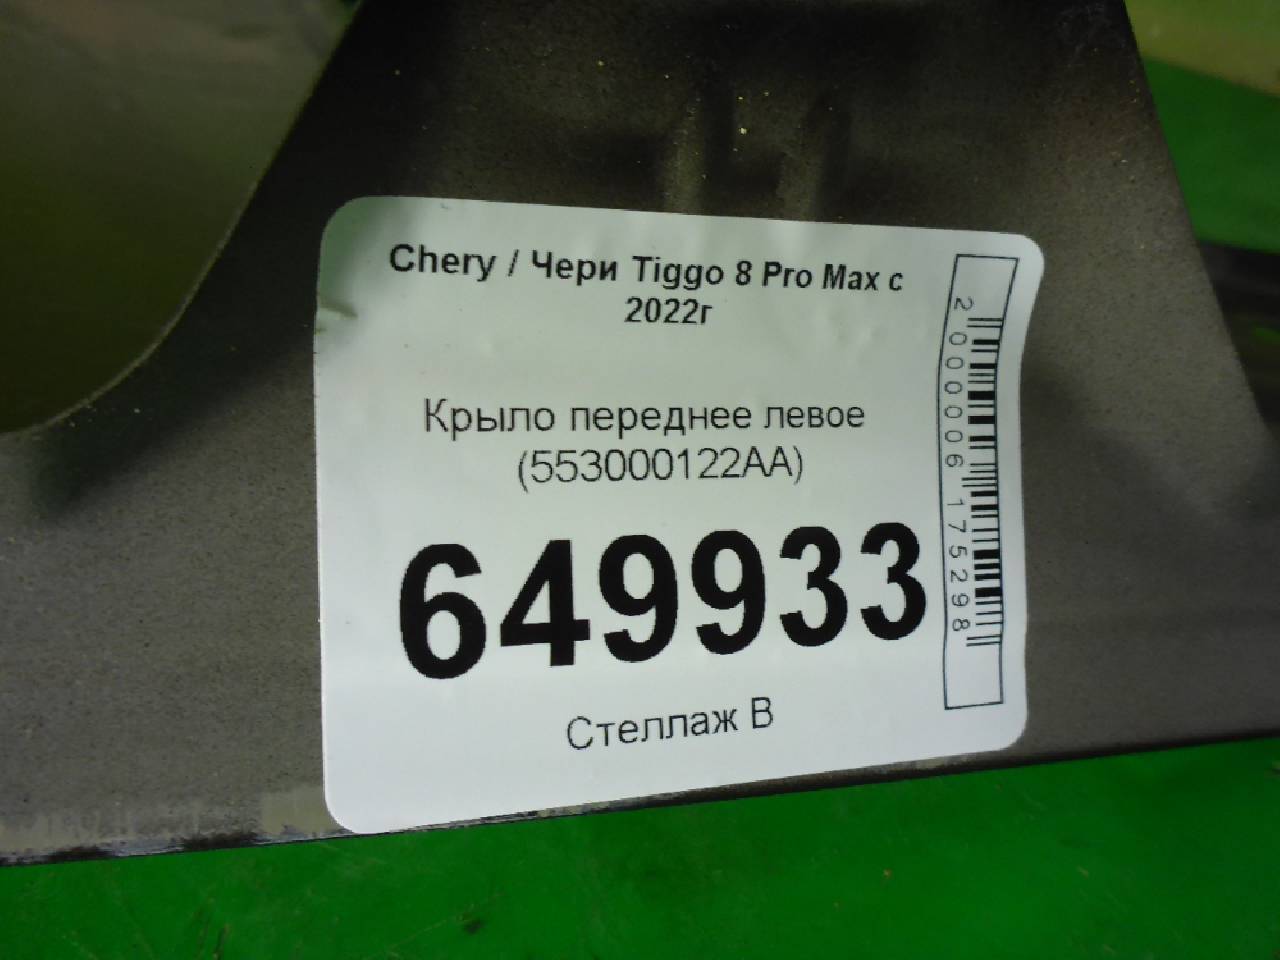 Chery / Чери Tiggo 8 Pro Max с
2022г
Крыло переднее левое
(553000122AA)
649933
Стеллаж В
2000006175298